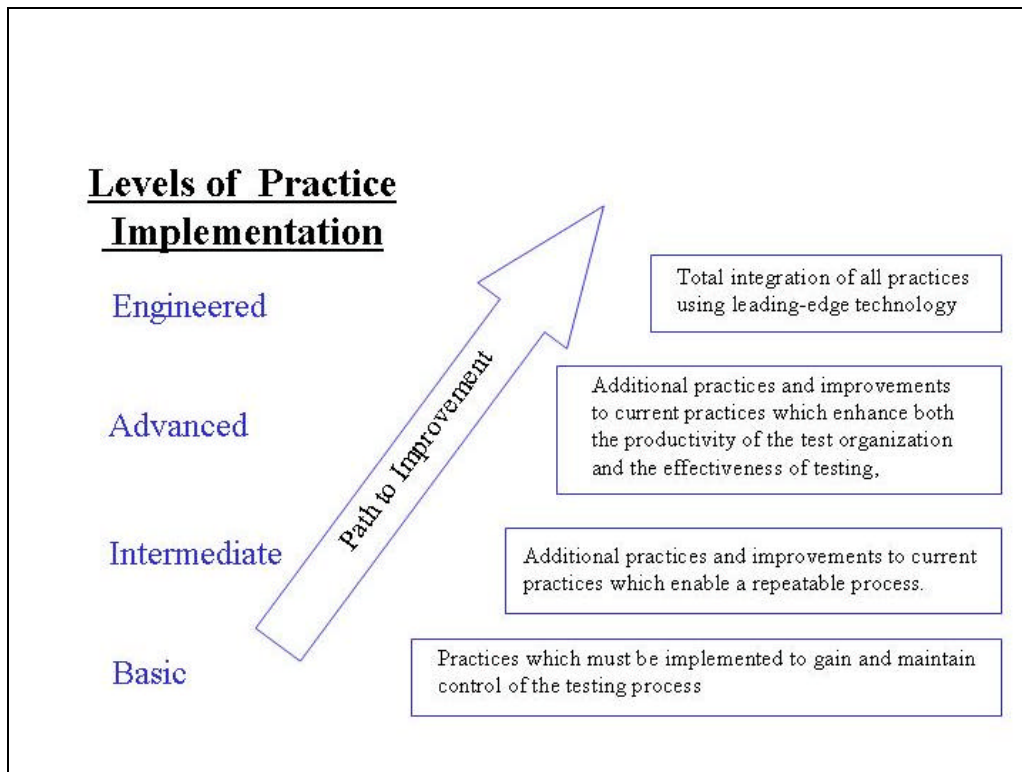 Levels of Practice
Implementation
Engineered
Total integration of all practices
using leading-edge technology
Advanced
Additional practices and improvements
to current practices which enhance both
the productivity of the test organization
and the effectiveness of testing,
Path to Improvement
Intermediate
Additional practices and improvements to current
practices which enable a repeatable process.
Basic
Practices which must be implemented to gain and maintain
control of the testing process